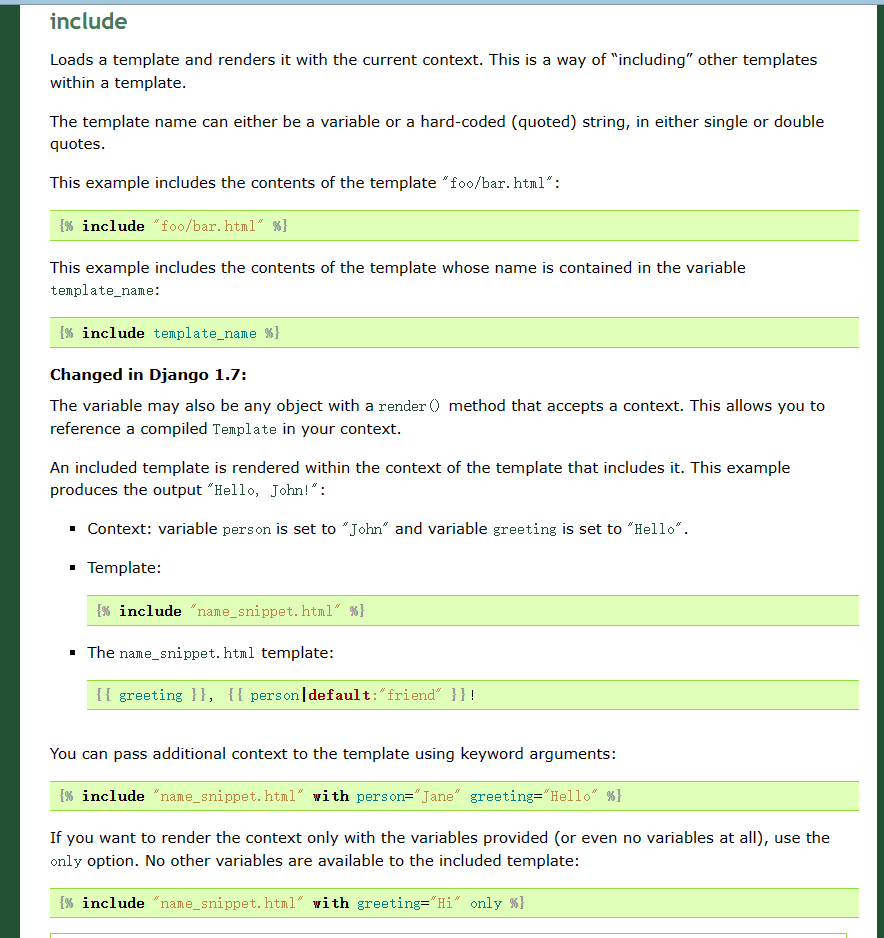 include
Loads a template and renders it with the current context. This is a way of “including” other templates
within a template.
The template name can either be a variable or a hard-coded (quoted) string, in either single or double
quotes.
This example includes the contents of the template "foo/bar.html":
{% include "foo/bar.html" %}
This example includes the contents of the template whose name is contained in the variable
template_name:
{% include template_name %}
Changed in Django 1.7:
The variable may also be any object with a render() method that accepts a context. This allows you to
reference a compiled Template in your context.
An included template is rendered within the context of the template that includes it. This example
produces the output "Hello, John!":
▪ Context: variable person is set to "John" and variable greeting is set to "Hello".
▪ Template:
{% include "name_snippet.html" %}
▪ The name_snippet.html template:
{{ greeting }}, {{ person|default:"friend" }}!
You can pass additional context to the template using keyword arguments:
{% include "name_snippet.html" with person="Jane" greeting="Hello" %}
If you want to render the context only with the variables provided (or even no variables at all), use the
only option. No other variables are available to the included template:
{% include "name_snippet.html" with greeting="Hi" only %}